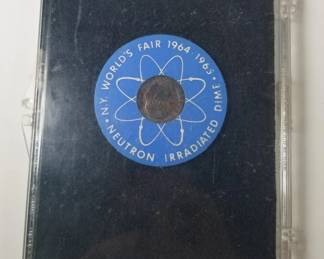 • N.Y. WORLD'S FAIR 1964 1965 •
NEUTRON IRRADIATED DIME